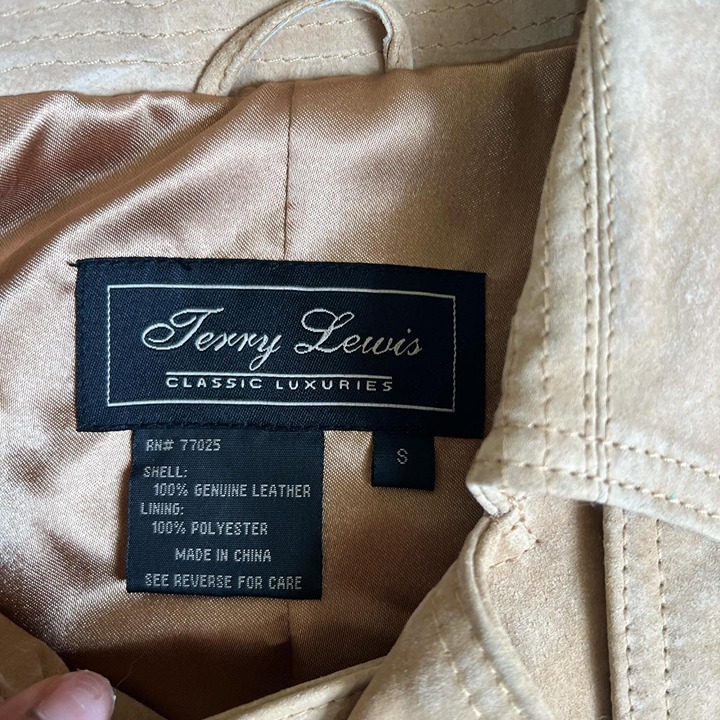 Terry Lewis
CLASSIC LUXURIES
RN# 77025
S
SHELL:
100% GENUINE LEATHER
LINING:
100% POLYESTER
MADE IN CHINA
SEE REVERSE FOR CARE